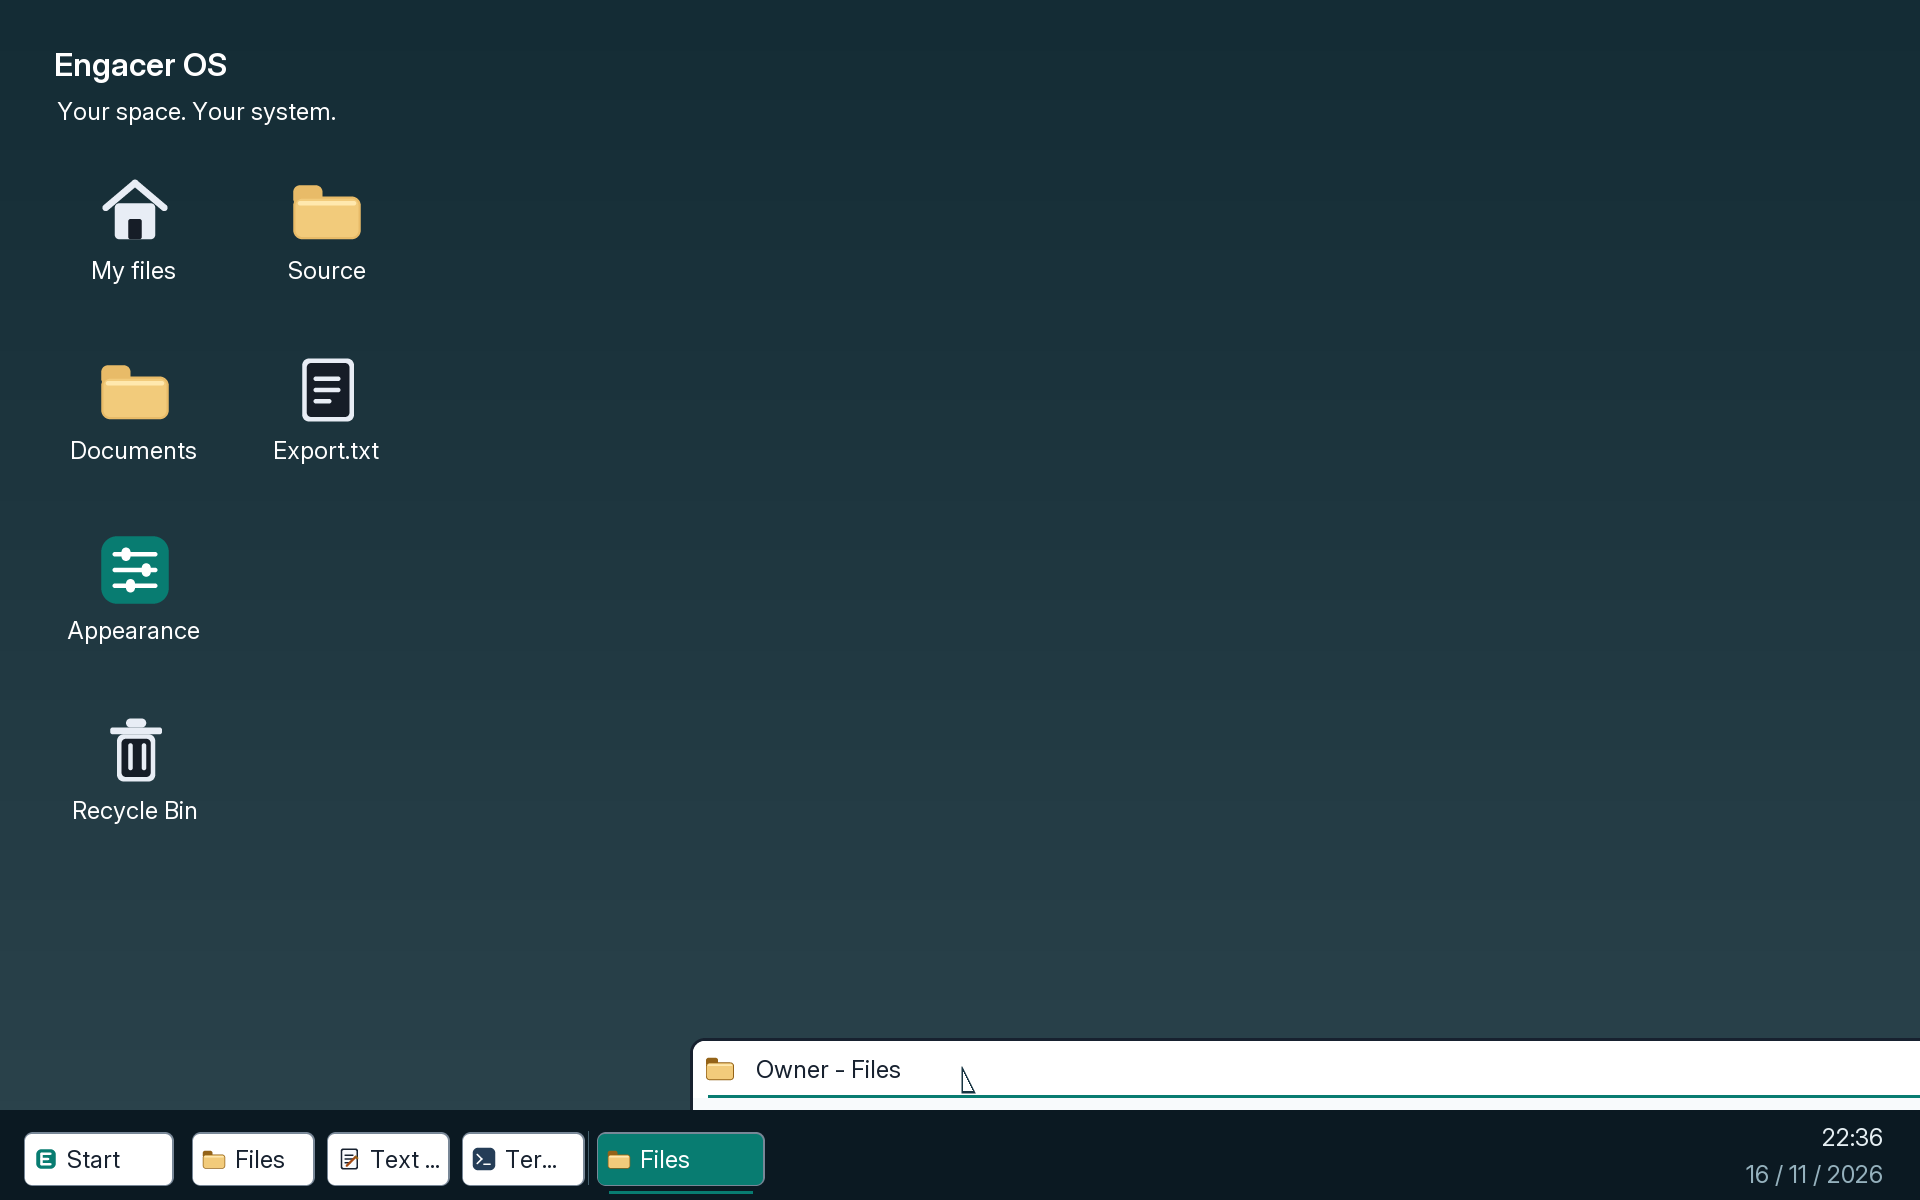 Engacer OS
Your space. Your system.
My files
Source
Documents
Export.txt
Appearance
Recycle Bin
Owner - Files
Start
Files
Text ...
Ter...
Files
22:36
16 / 11 / 2026